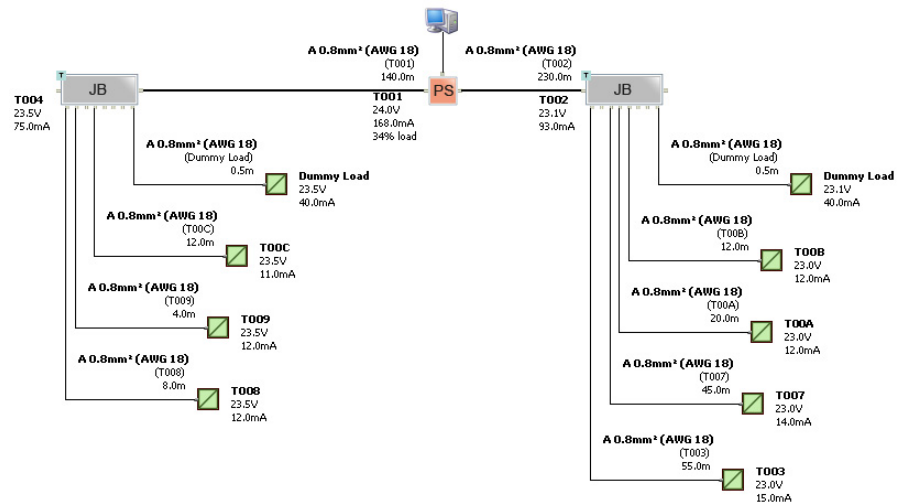 A 0.8mm² (AWG 18)
(T001)
140.0m
A 0.8mm² (AWG 18)
(T002)
230.0m
T
JB
T004
23.5V
75.0mA
PS
T001
24.0V
168.0mA
34% load
T
JB
T002
23.1V
93.0mA
A 0.8mm² (AWG 18)
(Dummy Load)
0.5m
Dummy Load
23.5V
40.0mA
A 0.8mm² (AWG 18)
(T00C)
12.0m
T00C
23.5V
11.0mA
A 0.8mm² (AWG 18)
(T009)
4.0m
T009
23.5V
12.0mA
A 0.8mm² (AWG 18)
(T008)
8.0m
T008
23.5V
12.0mA
A 0.8mm² (AWG 18)
(Dummy Load)
0.5m
Dummy Load
23.1V
40.0mA
A 0.8mm² (AWG 18)
(T00B)
12.0m
T00B
23.0V
12.0mA
A 0.8mm² (AWG 18)
(T00A)
20.0m
T00A
23.0V
12.0mA
A 0.8mm² (AWG 18)
(T007)
45.0m
T007
23.0V
14.0mA
A 0.8mm² (AWG 18)
(T003)
55.0m
T003
23.0V
15.0mA